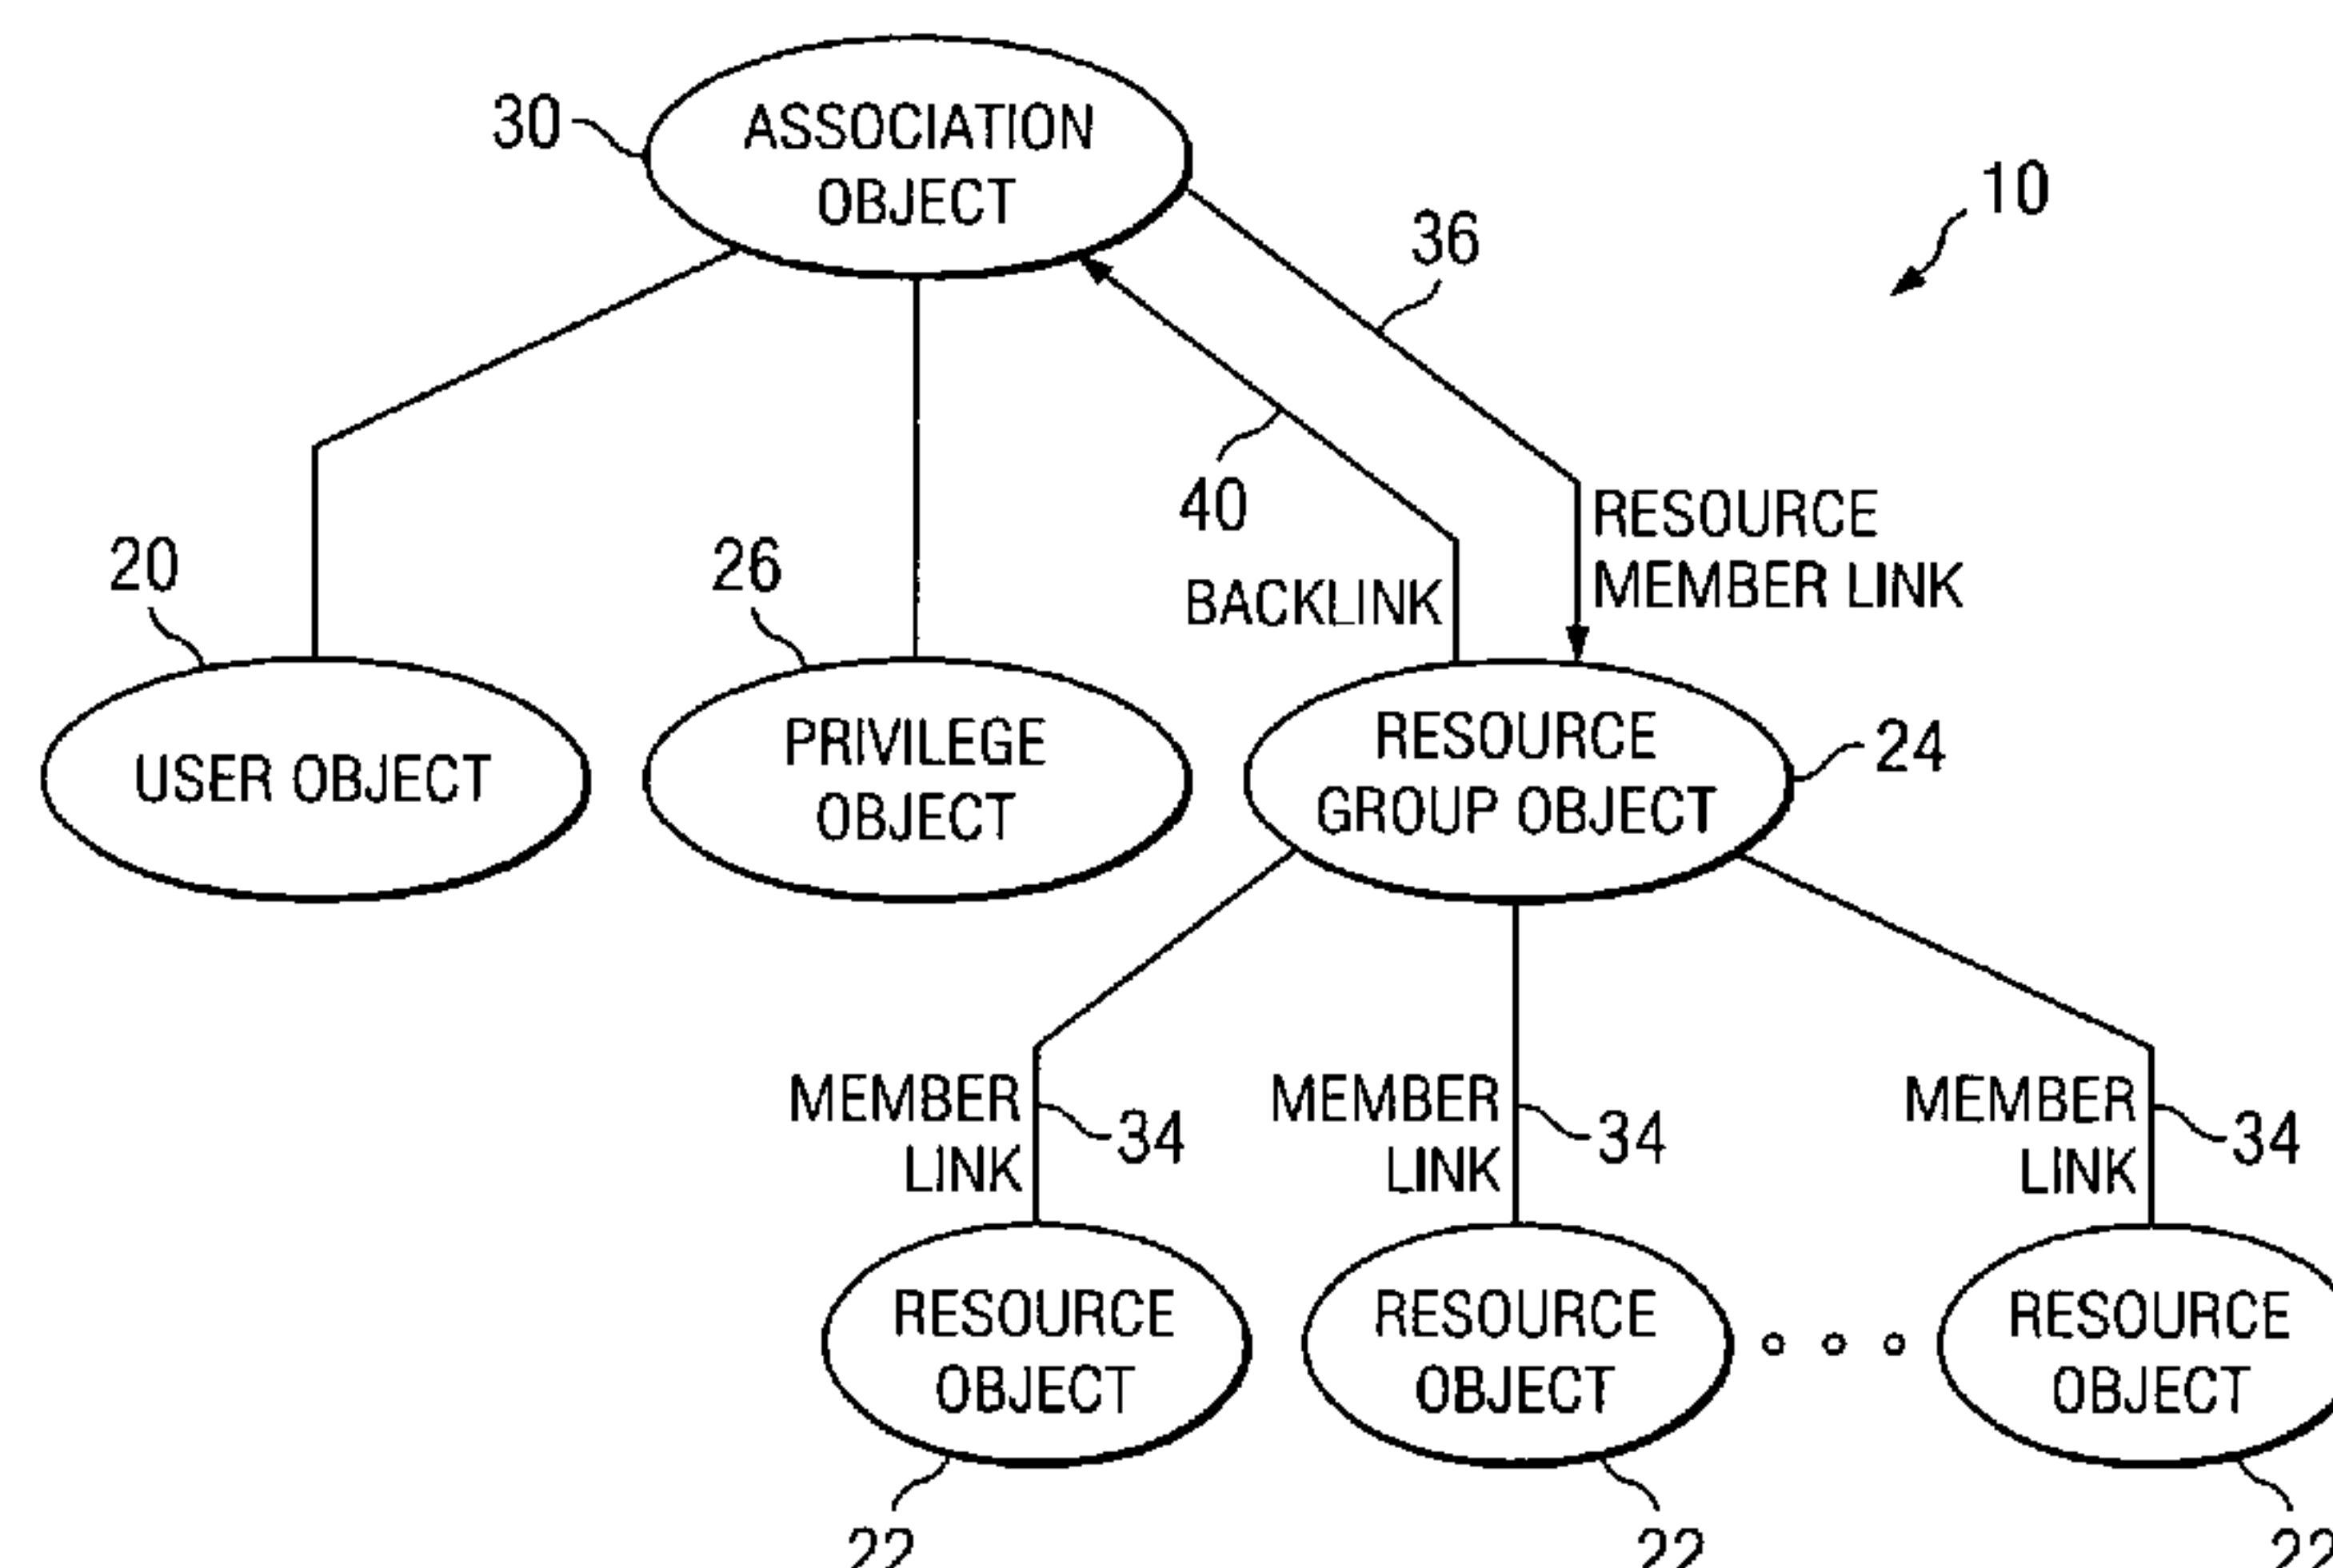 30
ASSOCIATION
OBJECT
10
36
40
RESOURCE
MEMBER LINK
BACKLINK
20
26
USER OBJECT
PRIVILEGE
OBJECT
RESOURCE
GROUP OBJECT
24
MEMBER
LINK
34
MEMBER
LINK
34
MEMBER
LINK
34
RESOURCE
OBJECT
RESOURCE
OBJECT
RESOURCE
OBJECT
22
22
22